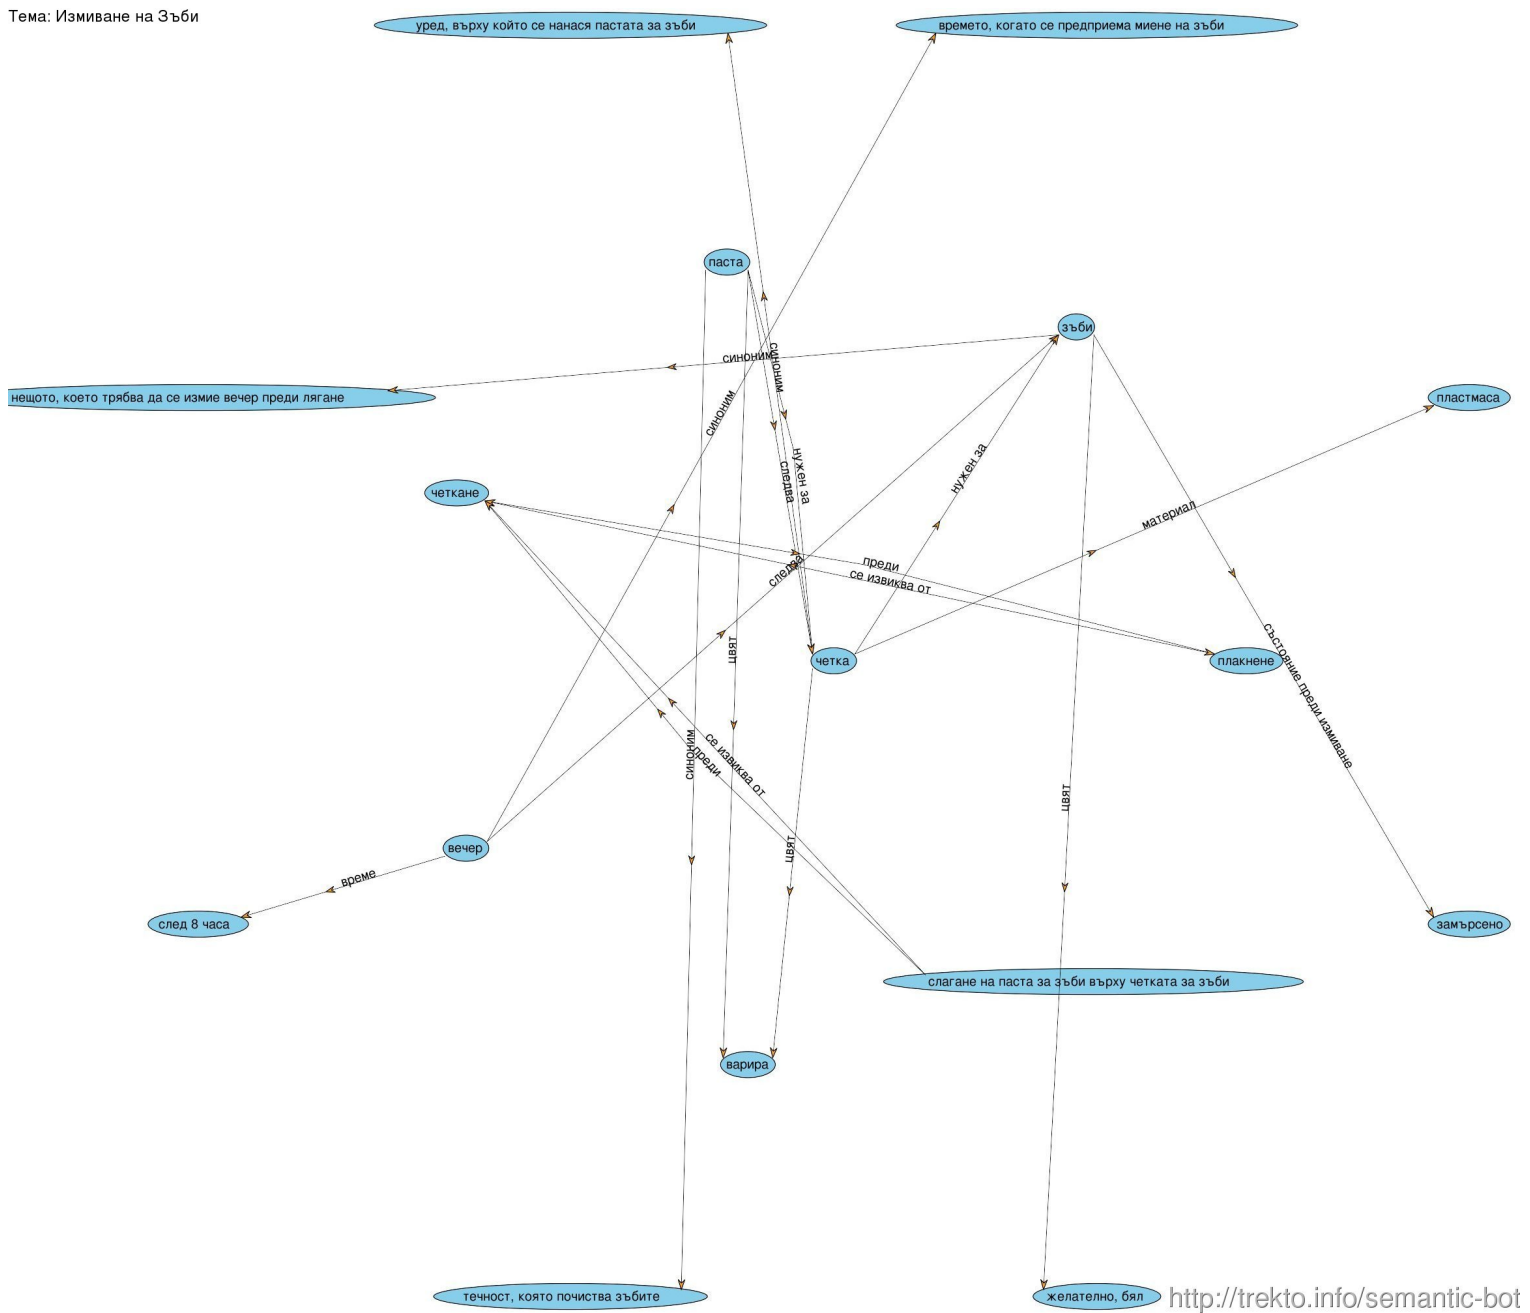 Тема: Измиване на Зъби
уред, върху който се нанася пастата за зъби
времето, когато се предприема миене на зъби
паста
зъби
синоним
синоним
нещото, което трябва да се измие вечер преди лягане
пластмаса
синоним
нужен за
следва
нужен за
четкане
материал
следва
преди
се извиква от
цвят
четка
плакнене
състояние преди измиване
синоним
преди
се извиква от
цвят
цвят
вечер
време
след 8 часа
замърсено
слагане на паста за зъби върху четката за зъби
варира
течност, която почиства зъбите
желателно, бял
http://trekto.info/semantic-bot